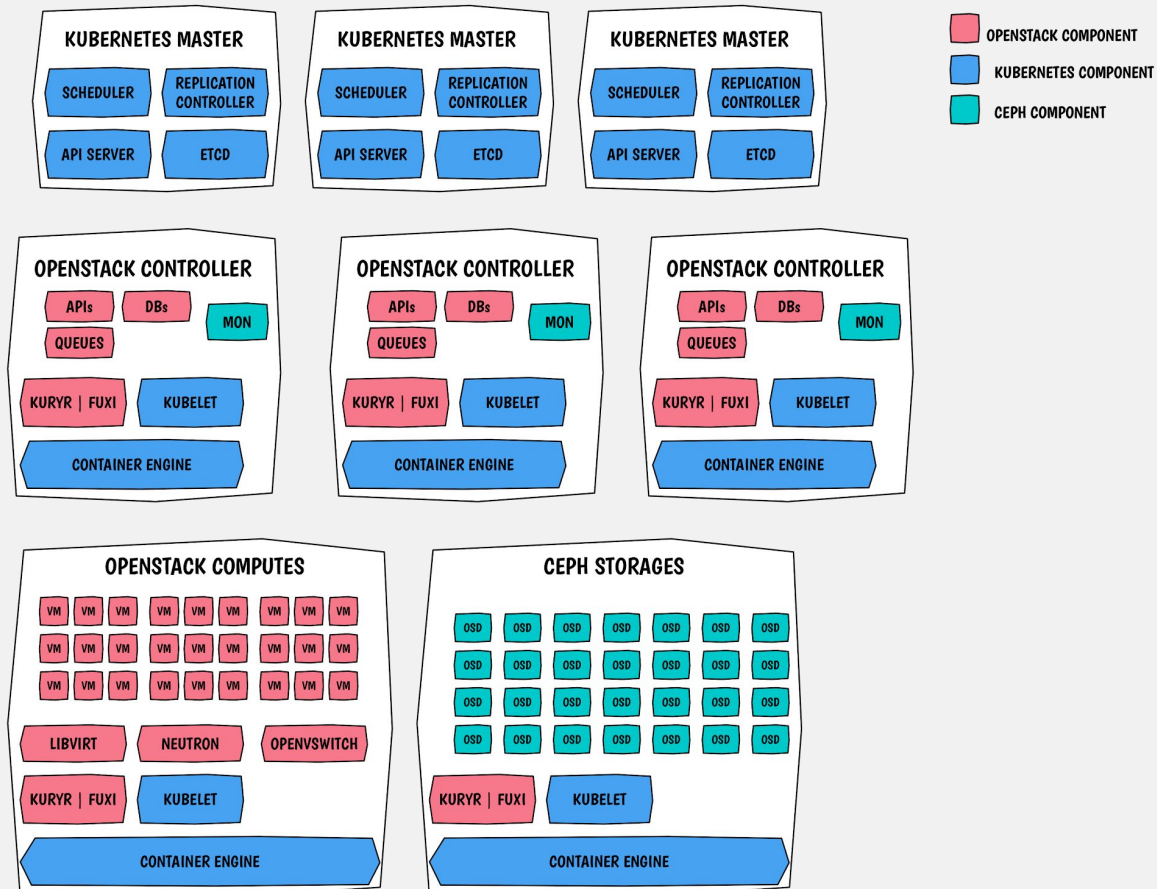 KUBERNETES MASTER
SCHEDULER
REPLICATION
CONTROLLER
API SERVER
ETCD
KUBERNETES MASTER
SCHEDULER
REPLICATION
CONTROLLER
API SERVER
ETCD
KUBERNETES MASTER
SCHEDULER
REPLICATION
CONTROLLER
API SERVER
ETCD
OPENSTACK COMPONENT
KUBERNETES COMPONENT
CEPH COMPONENT
OPENSTACK CONTROLLER
APIs
DBs
MON
QUEUES
KURYR | FUXI
KUBELET
CONTAINER ENGINE
OPENSTACK CONTROLLER
APIs
DBs
MON
QUEUES
KURYR | FUXI
KUBELET
CONTAINER ENGINE
OPENSTACK CONTROLLER
APIs
DBs
MON
QUEUES
KURYR | FUXI
KUBELET
CONTAINER ENGINE
OPENSTACK COMPUTES
VM VM VM VM VM VM VM VM VM
VM VM VM VM VM VM VM VM VM
VM VM VM VM VM VM VM VM VM
LIBVIRT
NEUTRON
OPENVSWITCH
KURYR | FUXI
KUBELET
CONTAINER ENGINE
CEPH STORAGES
OSD OSD OSD OSD OSD OSD OSD
OSD OSD OSD OSD OSD OSD OSD
OSD OSD OSD OSD OSD OSD OSD
OSD OSD OSD OSD OSD OSD OSD
KURYR | FUXI
KUBELET
CONTAINER ENGINE